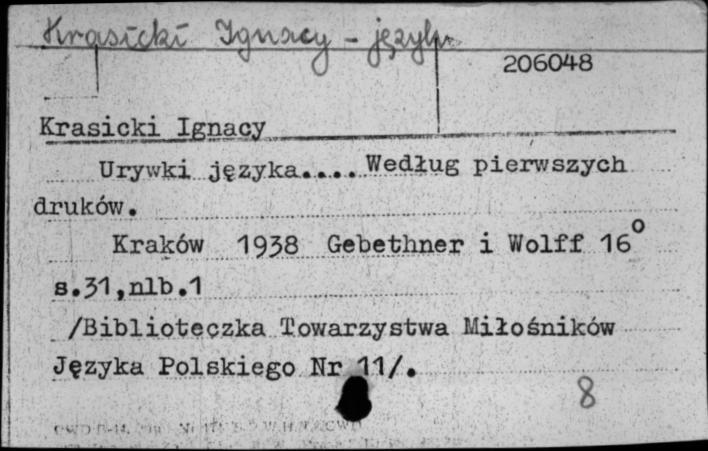 Krasicki Ignacy - język
206048
Krasicki Ignacy
Urywki języka.....Według pierwszych
druków.
Kraków 1938 Gebethner i Wolff 16°
s.31,nlb.1
/Biblioteczka Towarzystwa Miłośników
Języka Polskiego Nr 11/.
8